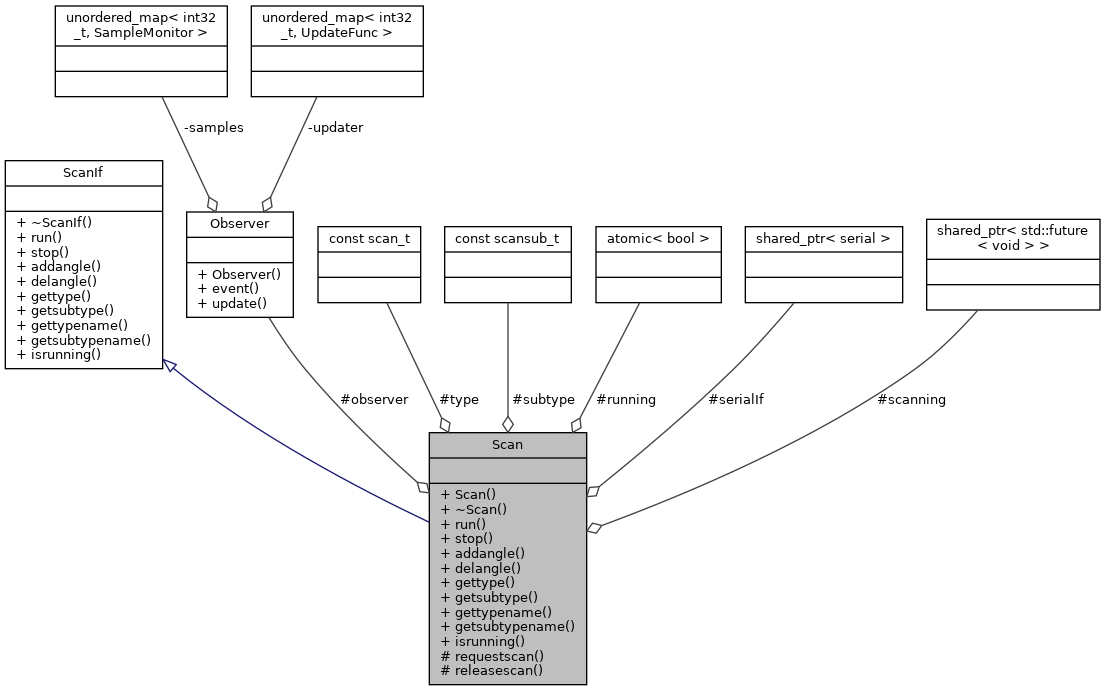 unordered_map< int32
_t, SampleMonitor >
unordered_map< int32
_t, UpdateFunc >
-samples
-updater
ScanIf
+ ~ScanIf()
+ run()
+ stop()
+ addangle()
+ delangle()
+ gettype()
+ getsubtype()
+ gettypename()
+ getsubtypename()
+ isrunning()
Observer
+ Observer()
+ event()
+ update()
const scan_t
const scansub_t
atomic< bool >
shared_ptr< serial >
shared_ptr< std::future
< void > >
#observer
#type
#subtype
#running
#serialIf
#scanning
Scan
+ Scan()
+ ~Scan()
+ run()
+ stop()
+ addangle()
+ delangle()
+ gettype()
+ getsubtype()
+ gettypename()
+ getsubtypename()
+ isrunning()
# requestscan()
# releasescan()